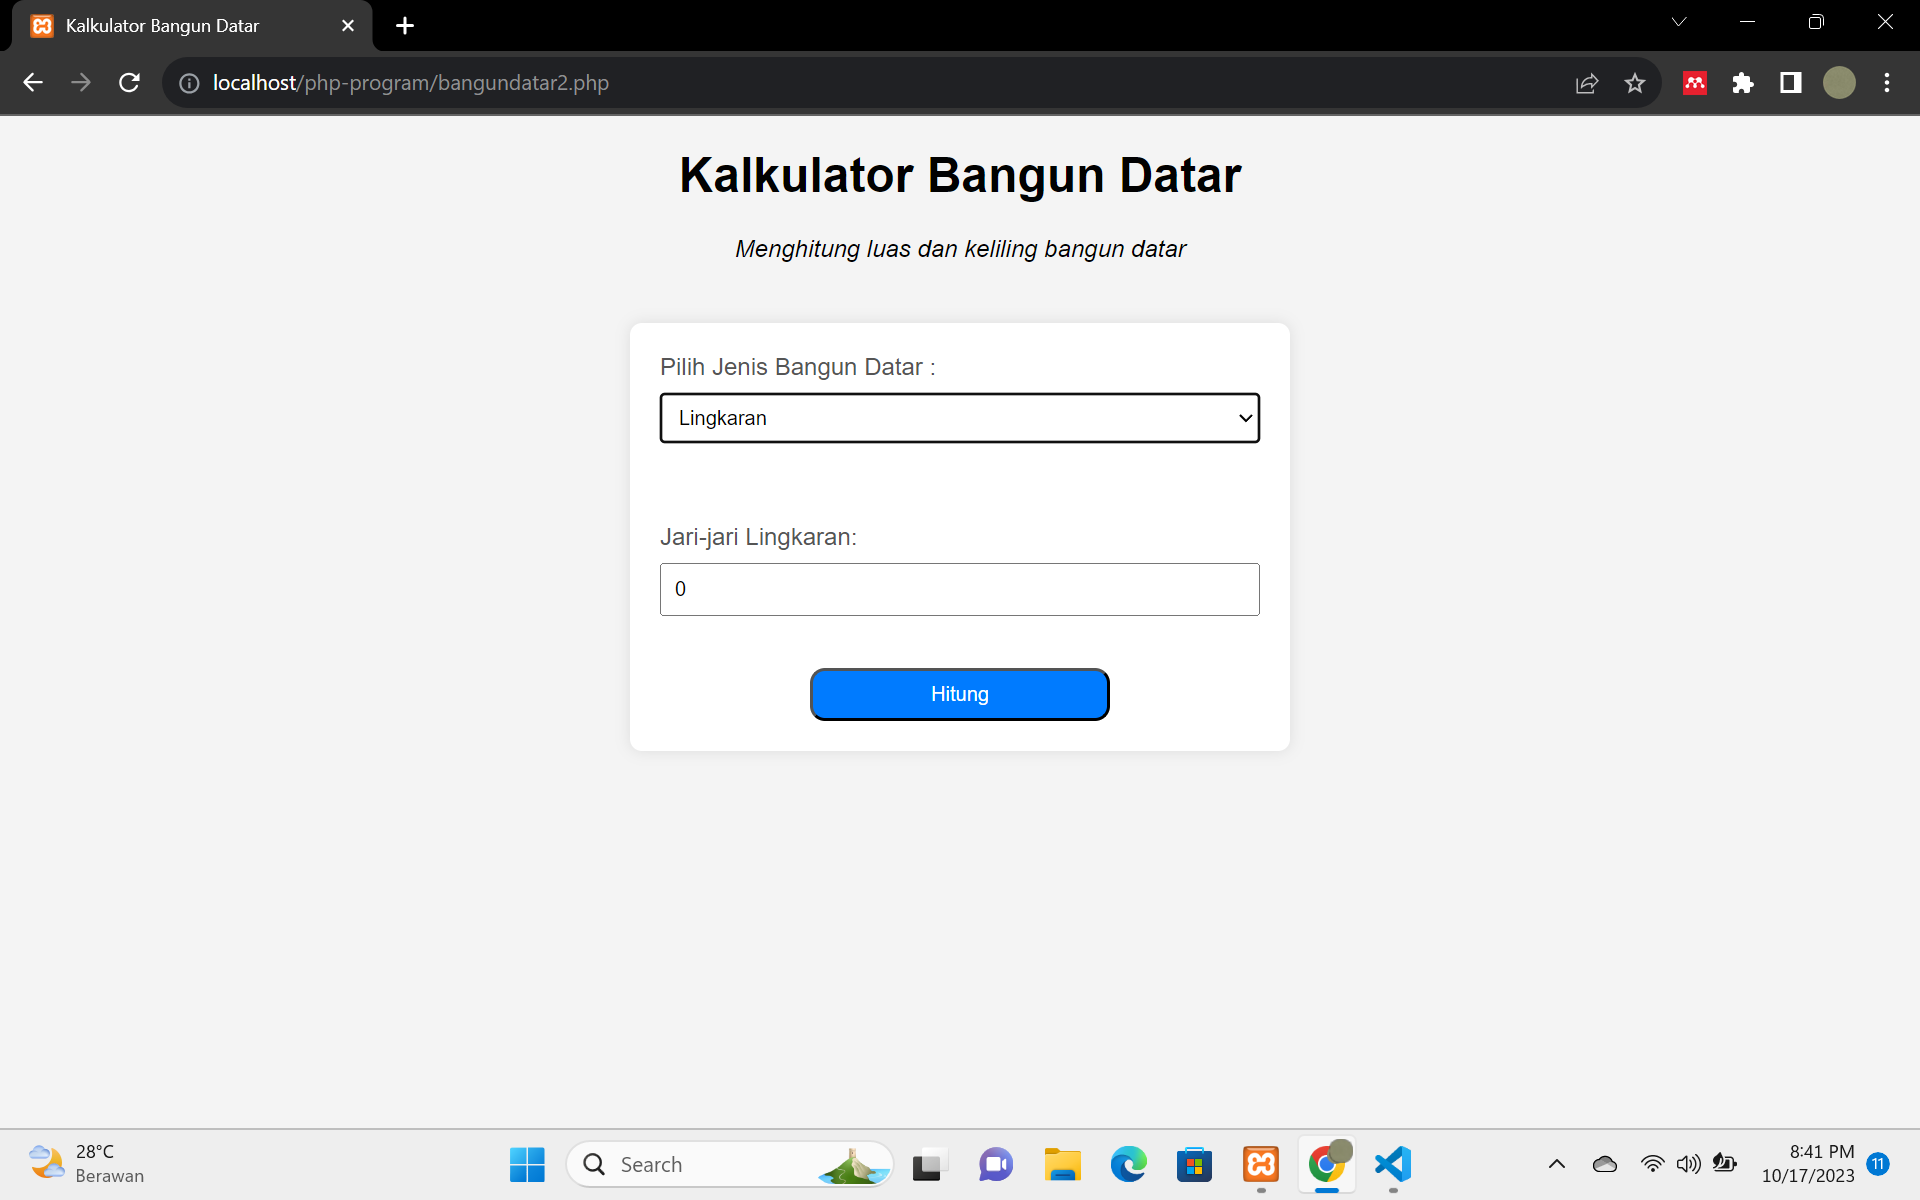 Kalkulator Bangun Datar
localhost/php-program/bangundatar2.php
Kalkulator Bangun Datar
Menghitung luas dan keliling bangun datar
Pilih Jenis Bangun Datar :
Lingkaran
Jari-jari Lingkaran:
0
Hitung
28°C
Berawan
Search
8:41 PM
10/17/2023
11